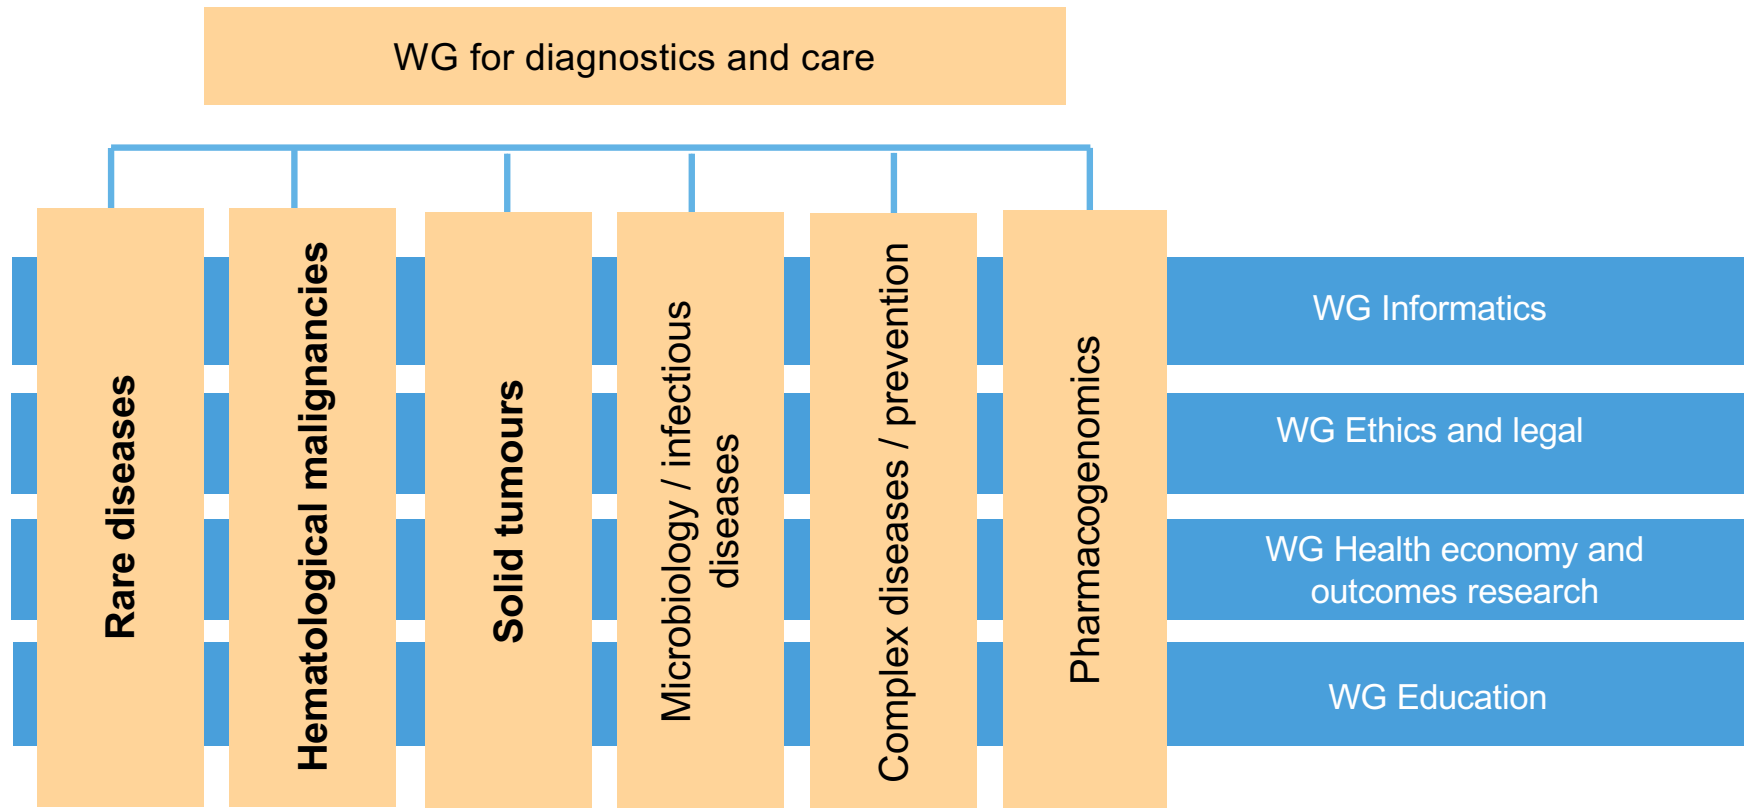 WG for diagnostics and care
Rare diseases
Hematological malignancies
Solid tumours
Microbiology / infectious
diseases
Complex diseases / prevention
Pharmacogenomics
WG Informatics
WG Ethics and legal
WG Health economy and
outcomes research
WG Education